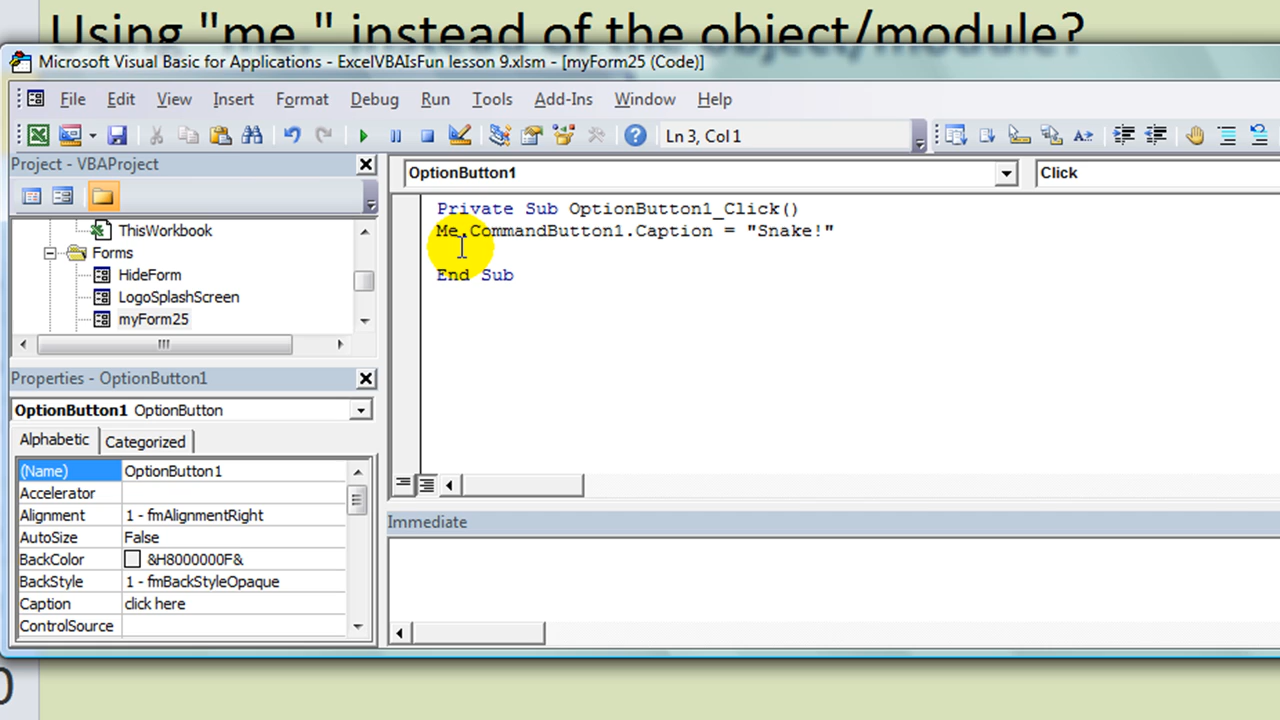 Using "me." instead of the object/module?
Microsoft Visual Basic for Applications - ExcelVBAIsFun lesson 9.xlsm - [myForm25 (Code)]
File Edit View Insert Format Debug Run Tools Add-Ins Window Help
Ln 3, Col 1
Project - VBAProject
ThisWorkbook
Forms
HideForm
LogoSplashScreen
myForm25
Properties - OptionButton1
OptionButton1 OptionButton
Alphabetic Categorized
(Name) OptionButton1
Accelerator
Alignment 1 - fmAlignmentRight
AutoSize False
BackColor &H8000000F&
BackStyle 1 - fmBackStyleOpaque
Caption click here
ControlSource
OptionButton1 Click
Private Sub OptionButton1_Click()
Me.CommandButton1.Caption = "Snake!"
End Sub
Immediate